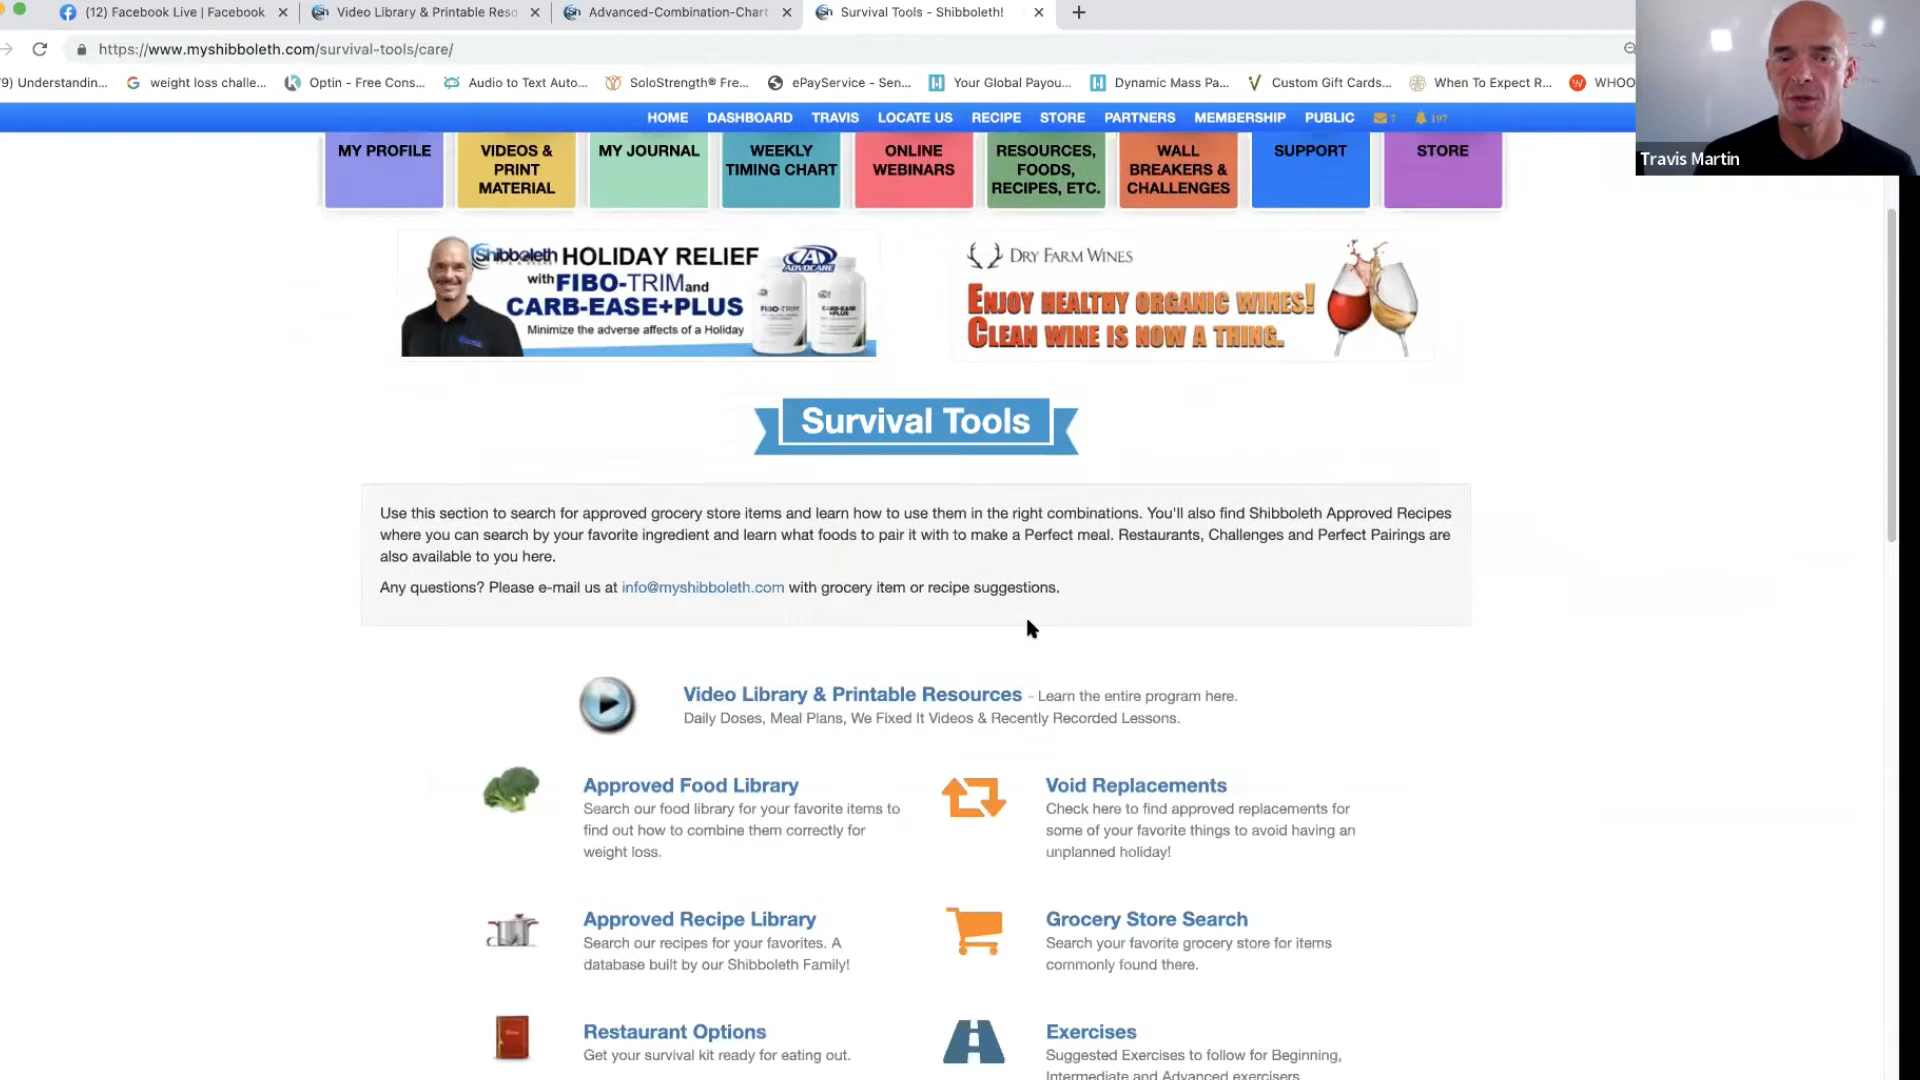 (12) Facebook Live | Facebook
Video Library & Printable Reso
Advanced-Combination-Chart
Survival Tools - Shibboleth!
https://www.myshibboleth.com/survival-tools/care/
9) Understandin...
weight loss challe...
Optin - Free Cons...
Audio to Text Auto...
SoloStrength® Fre...
ePayService - Sen...
Your Global Payou...
Dynamic Mass Pa...
Custom Gift Cards...
When To Expect R...
WHOO
Travis Martin
HOME DASHBOARD TRAVIS LOCATE US RECIPE STORE PARTNERS MEMBERSHIP PUBLIC 7 197
MY PROFILE
VIDEOS &
PRINT
MATERIAL
MY JOURNAL
WEEKLY
TIMING CHART
ONLINE
WEBINARS
RESOURCES,
FOODS,
RECIPES, ETC.
WALL
BREAKERS &
CHALLENGES
SUPPORT
STORE
Shibboleth HOLIDAY RELIEF
with FIBO-TRIM and
CARB-EASE+PLUS
Minimize the adverse affects of a Holiday
ADVOCARE
FIBO-TRIM
CARB-EASE
+PLUS
DRY FARM WINES
ENJOY HEALTHY ORGANIC WINES!
CLEAN WINE IS NOW A THING.
Survival Tools
Use this section to search for approved grocery store items and learn how to use them in the right combinations. You'll also find Shibboleth Approved Recipes
where you can search by your favorite ingredient and learn what foods to pair it with to make a Perfect meal. Restaurants, Challenges and Perfect Pairings are
also available to you here.
Any questions? Please e-mail us at info@myshibboleth.com with grocery item or recipe suggestions.
Video Library & Printable Resources - Learn the entire program here.
Daily Doses, Meal Plans, We Fixed It Videos & Recently Recorded Lessons.
Approved Food Library
Search our food library for your favorite items to
find out how to combine them correctly for
weight loss.
Void Replacements
Check here to find approved replacements for
some of your favorite things to avoid having an
unplanned holiday!
Approved Recipe Library
Search our recipes for your favorites. A
database built by our Shibboleth Family!
Grocery Store Search
Search your favorite grocery store for items
commonly found there.
Restaurant Options
Get your survival kit ready for eating out.
Exercises
Suggested Exercises to follow for Beginning,
Intermediate and Advanced exercisers